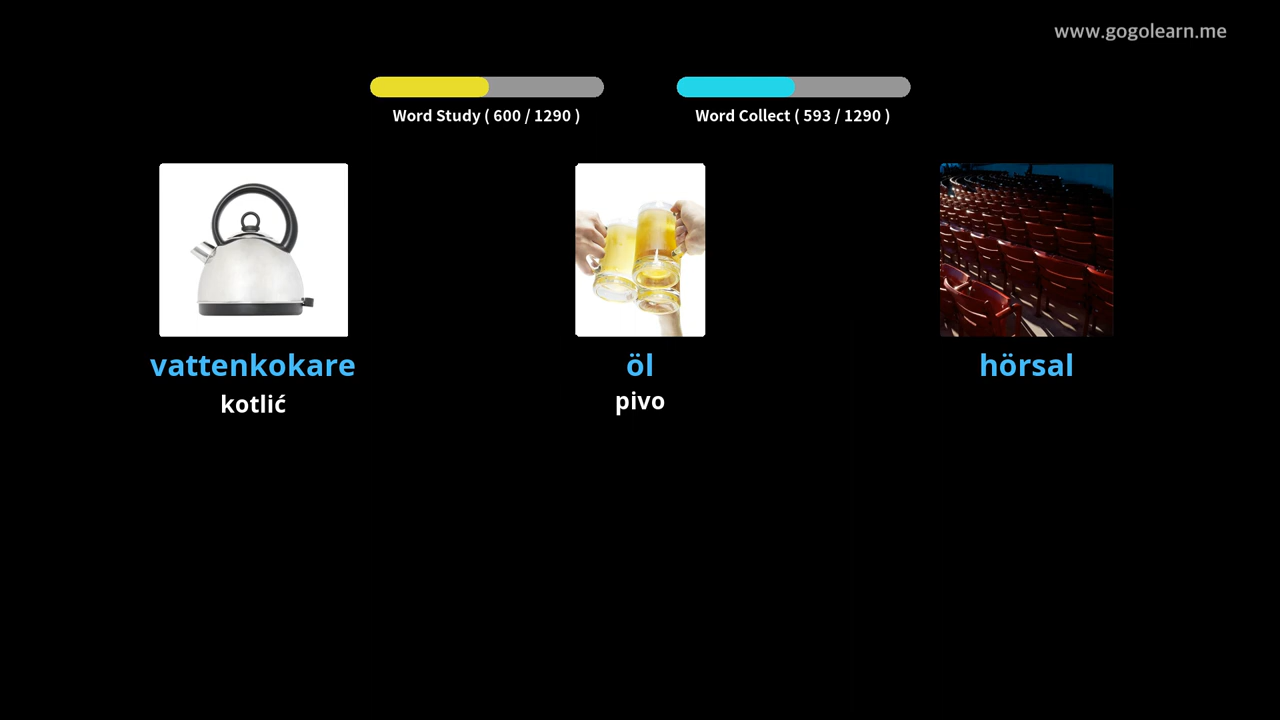 www.gogolearn.me
Word Study ( 600 / 1290 )
Word Collect ( 593 / 1290 )
vattenkokare
kotlić
öl
pivo
hörsal